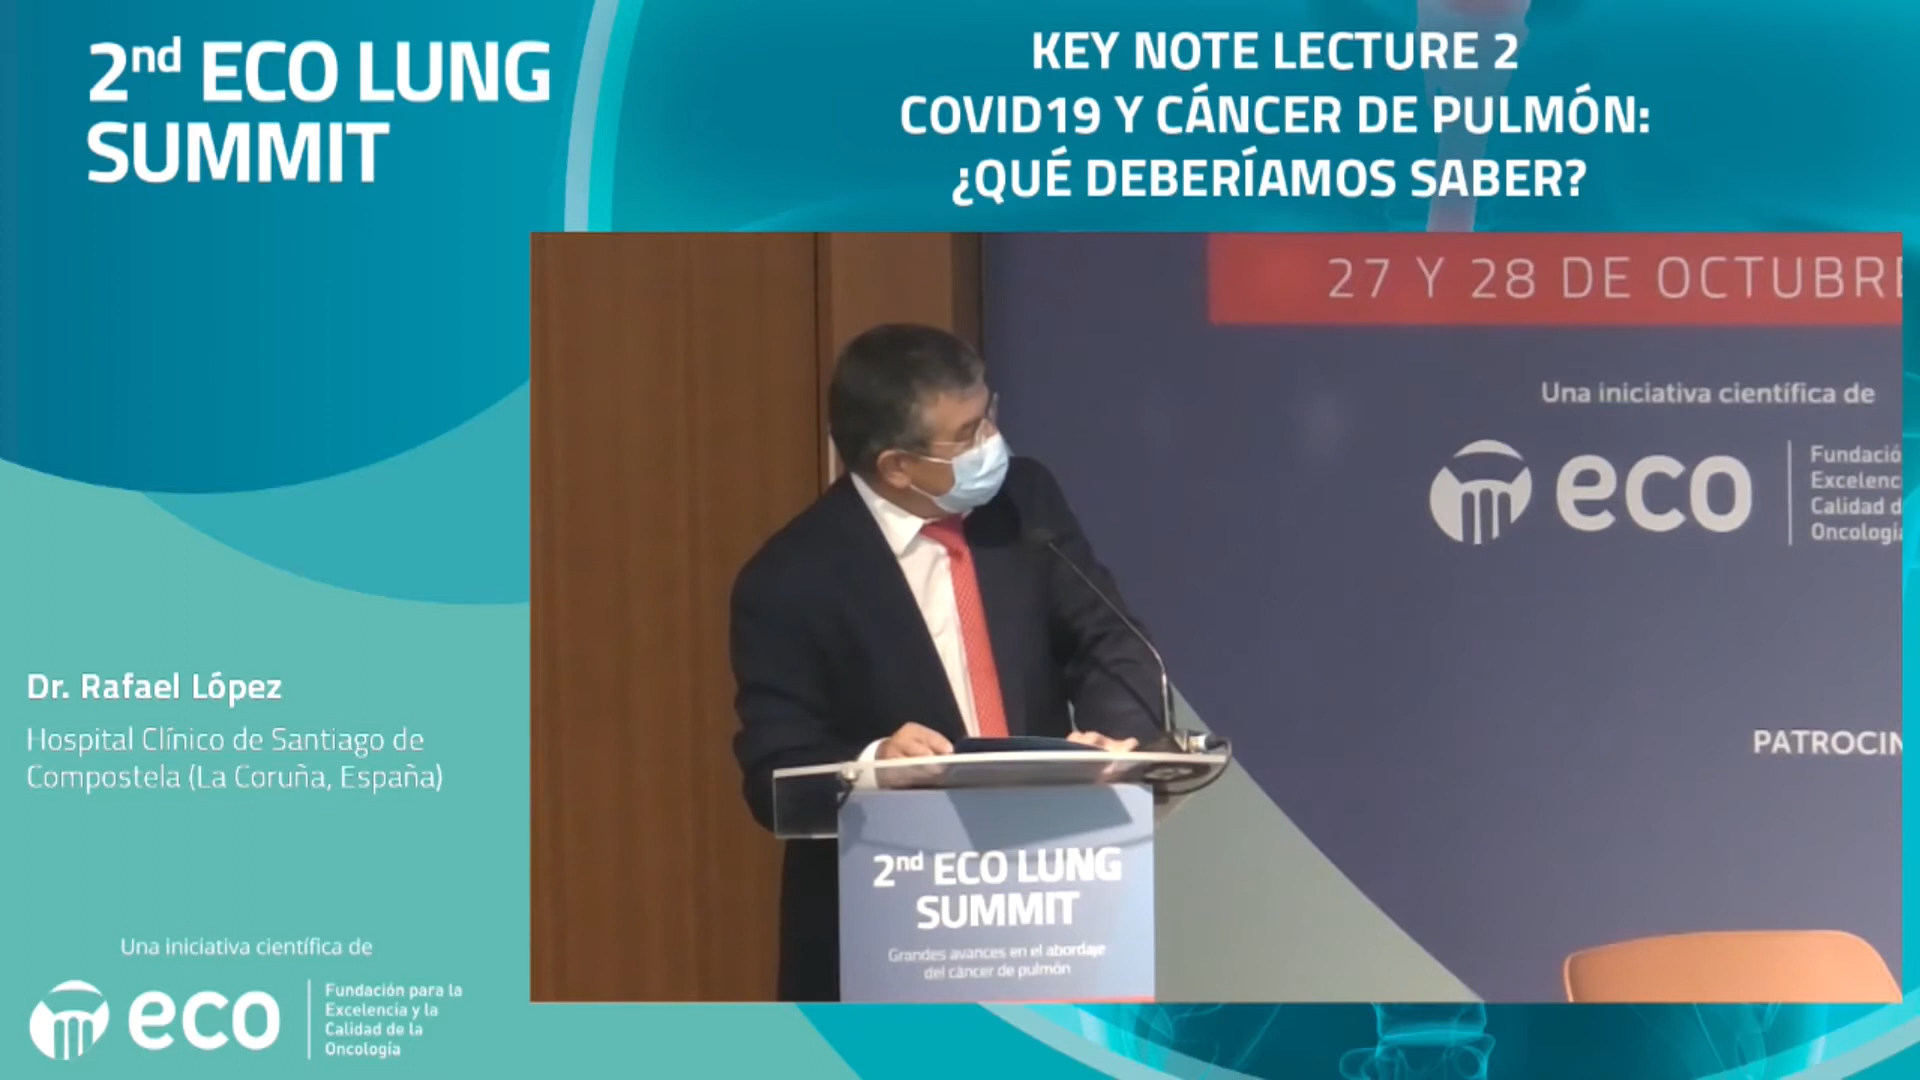 2nd ECO LUNG
SUMMIT
KEY NOTE LECTURE 2
COVID19 Y CÁNCER DE PULMÓN:
¿QUÉ DEBERÍAMOS SABER?
27 Y 28 DE OCTUBRE
Una iniciativa científica de
eco
Fundació
Excelenc
Calidad d
Oncología
PATROCIN
2nd ECO LUNG
SUMMIT
Grandes avances en el abordaje
del cáncer de pulmón
Dr. Rafael López
Hospital Clínico de Santiago de
Compostela (La Coruña, España)
Una iniciativa científica de
eco
Fundación para la
Excelencia y la
Calidad de la
Oncología